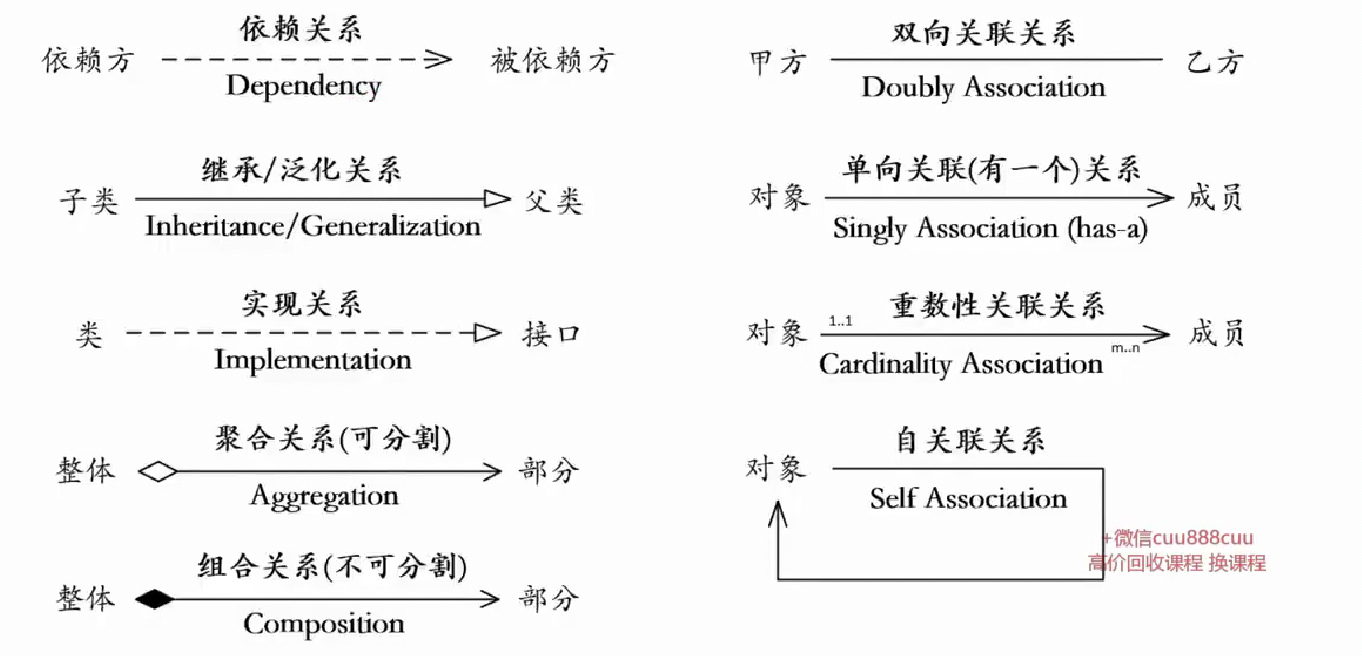 依赖关系
依赖方 被依赖方
Dependency
继承/泛化关系
子类 父类
Inheritance/Generalization
实现关系
类 接口
Implementation
聚合关系(可分割)
整体 部分
Aggregation
组合关系(不可分割)
整体 部分
Composition
双向关联关系
甲方 乙方
Doubly Association
单向关联(有一个)关系
对象 成员
Singly Association (has-a)
重数性关联关系
1..1
对象 成员
m..n
Cardinality Association
自关联关系
对象
Self Association
+微信cuu888cuu
高价回收课程 换课程